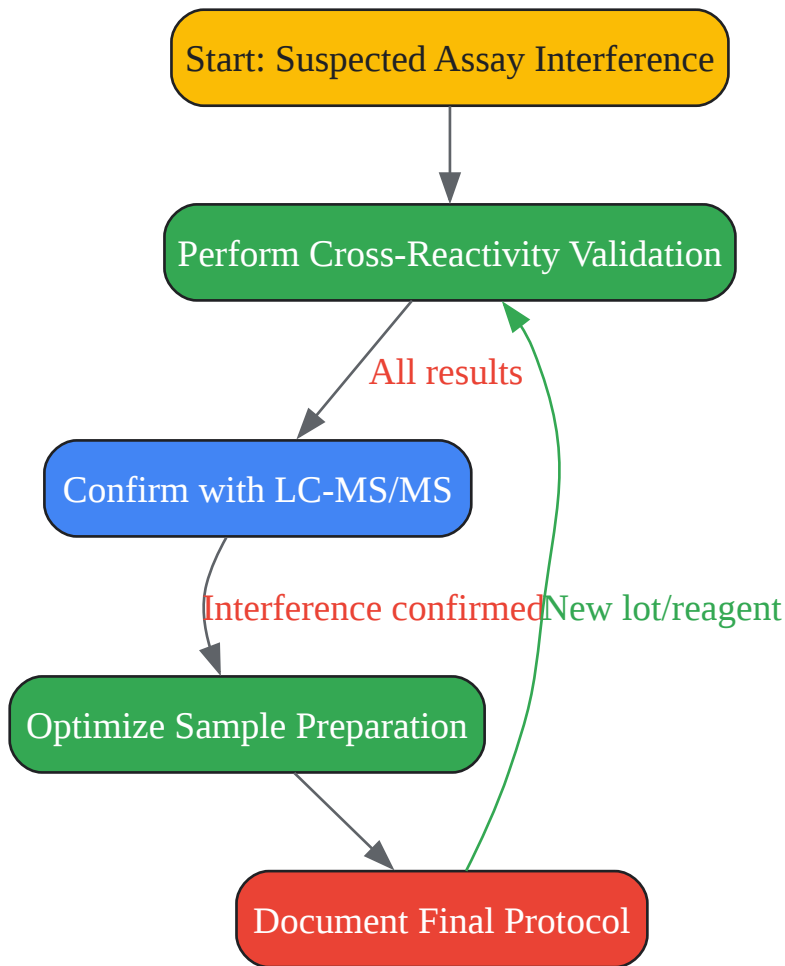 Start: Suspected Assay Interference
Perform Cross-Reactivity Validation
All results
Confirm with LC-MS/MS
Interference confirmed
New lot/reagent
Optimize Sample Preparation
Document Final Protocol